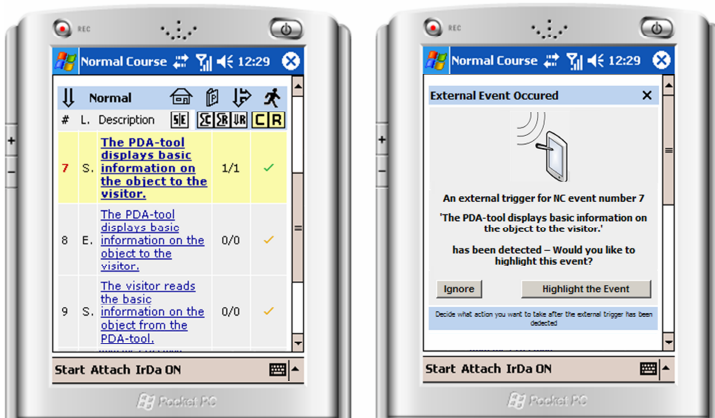 REC
Normal Course 12:29
Normal
# L. Description S|E ΣC ΣR ⇓R C R
7 S. The PDA-tool
displays basic
information on
the object to the
visitor.
1/1
8 E. The PDA-tool
displays basic
information on the
object to the
visitor.
0/0
9 S. The visitor reads
the basic
information on the
object from the
PDA-tool.
0/0
Start Attach IrDa ON
Pocket PC
REC
Normal Course 12:29
External Event Occured X
An external trigger for NC event number 7
'The PDA-tool displays basic information on
the object to the visitor.'
has been detected – Would you like to
highlight this event?
Ignore Highlight the Event
Decide what action you want to take after the external trigger has been
dedected
Start Attach IrDa ON
Pocket PC